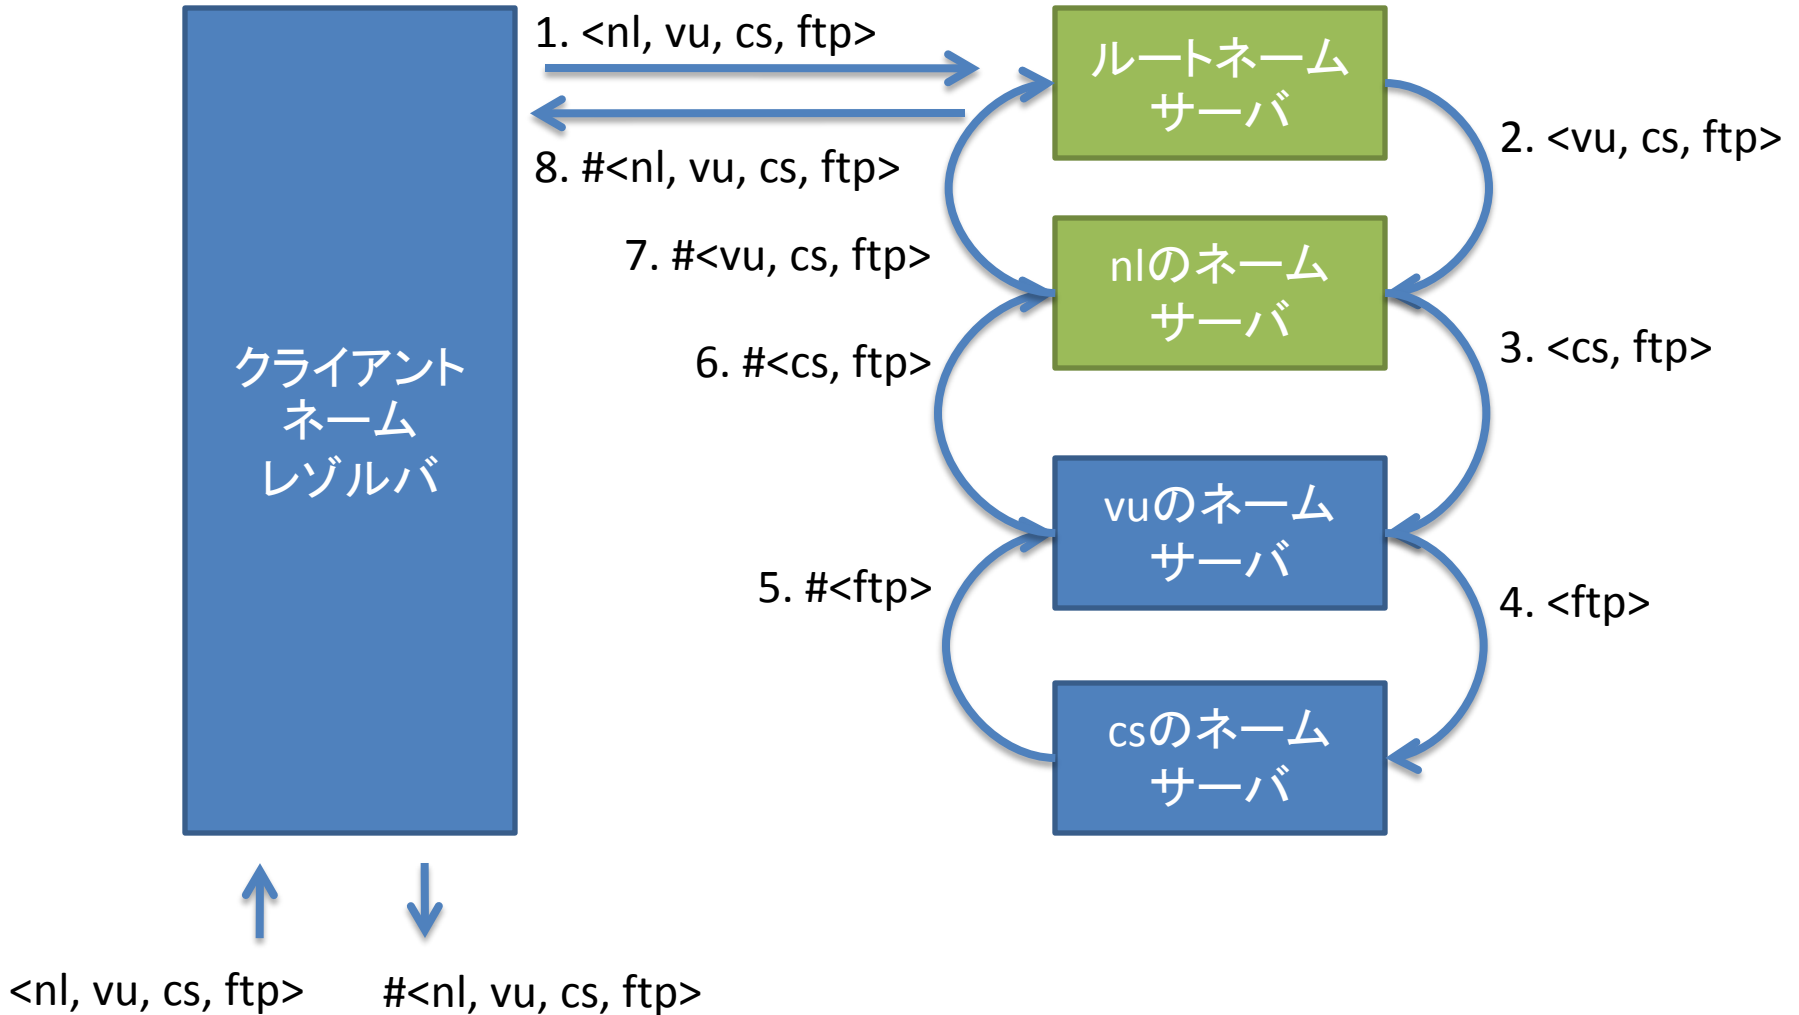 1. <nl, vu, cs, ftp>
8. #<nl, vu, cs, ftp>
ルートネーム
サーバ
2. <vu, cs, ftp>
7. #<vu, cs, ftp>
nlのネーム
サーバ
3. <cs, ftp>
6. #<cs, ftp>
クライアント
ネーム
レゾルバ
vuのネーム
サーバ
5. #<ftp>
4. <ftp>
csのネーム
サーバ
<nl, vu, cs, ftp>
#<nl, vu, cs, ftp>